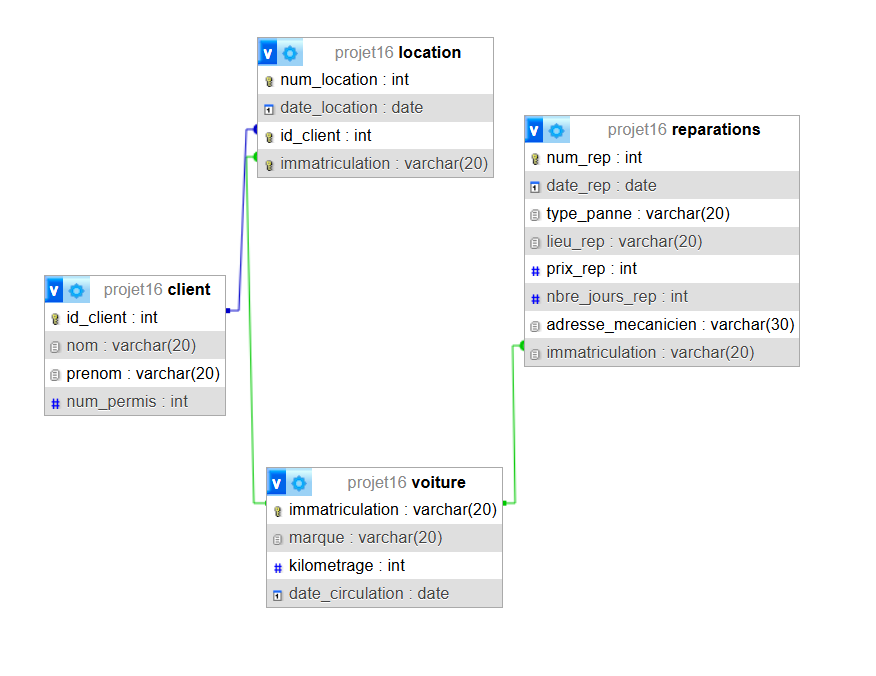 v projet16 location
num_location : int
date_location : date
id_client : int
immatriculation : varchar(20)
v projet16 reparations
num_rep : int
date_rep : date
type_panne : varchar(20)
lieu_rep : varchar(20)
# prix_rep : int
# nbre_jours_rep : int
adresse_mecanicien : varchar(30)
immatriculation : varchar(20)
v projet16 client
id_client : int
nom : varchar(20)
prenom : varchar(20)
# num_permis : int
v projet16 voiture
immatriculation : varchar(20)
marque : varchar(20)
# kilometrage : int
date_circulation : date